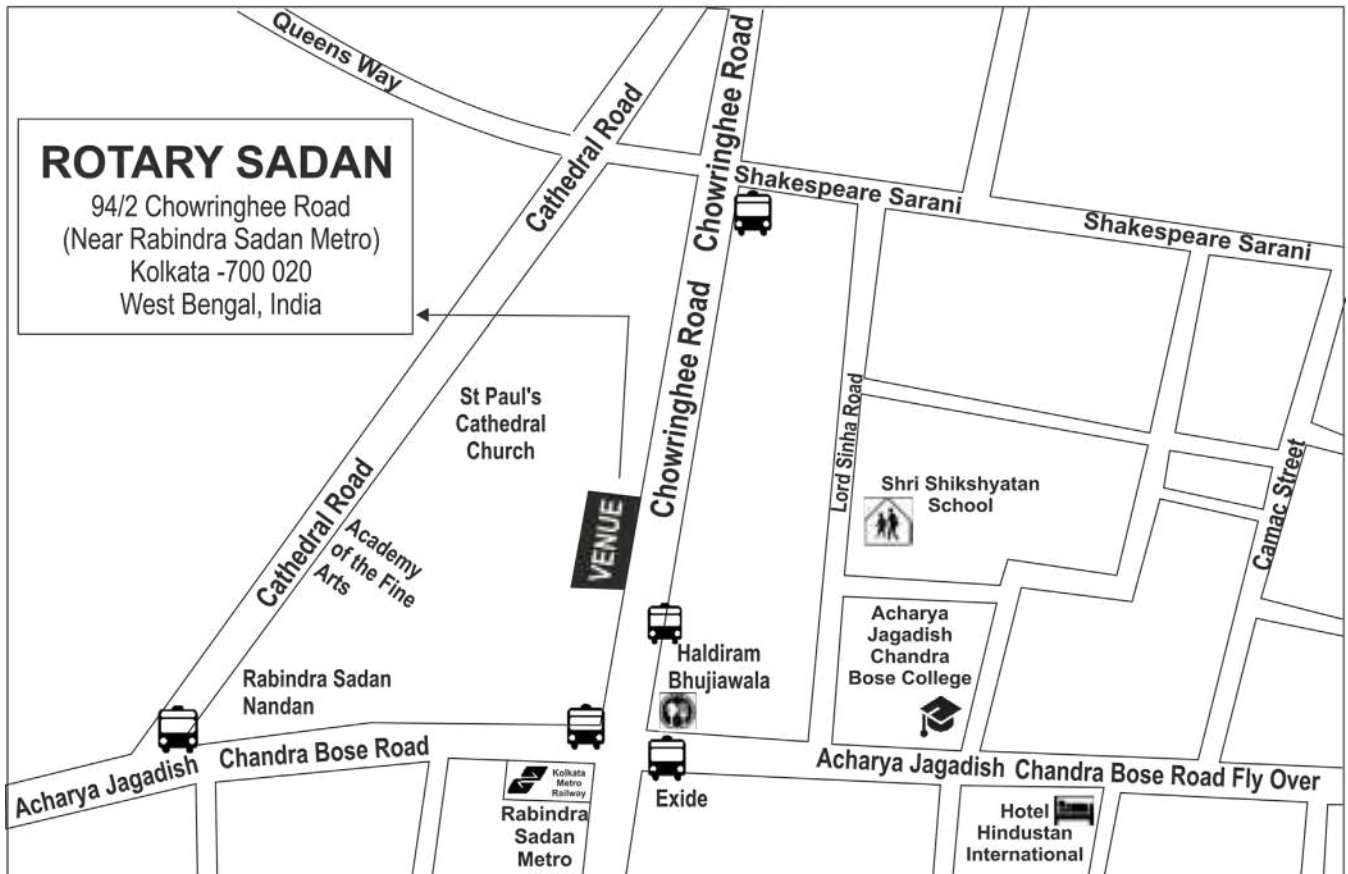 Queens Way
Cathedral Road
Chowringhee Road
ROTARY SADAN
94/2 Chowringhee Road
(Near Rabindra Sadan Metro)
Kolkata -700 020
West Bengal, India
Shakespeare Sarani
Shakespeare Sarani
Chowringhee Road
St Paul's
Cathedral
Church
Lord Sinha Road
Cathedral Road
Academy
of the Fine
Arts
VENUE
Shri Shikshyatan
School
Camac Street
Haldiram
Bhujiawala
Acharya
Jagadish
Chandra
Bose College
Rabindra Sadan
Nandan
Acharya Jagadish Chandra Bose Road
Acharya Jagadish Chandra Bose Road Fly Over
Kolkata
Metro
Railway
Rabindra
Sadan
Metro
Exide
Hotel
Hindustan
International